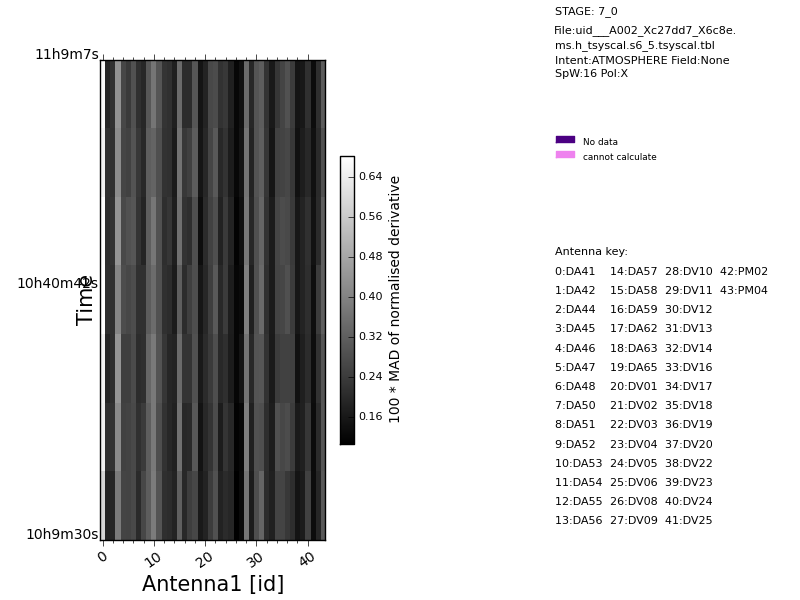 STAGE: 7_0
File:uid___A002_Xc27dd7_X6c8e.
ms.h_tsyscal.s6_5.tsyscal.tbl
Intent:ATMOSPHERE Field:None
SpW:16 Pol:X
No data
cannot calculate
11h9m7s
10h9m30s
Time
0 10 20 30 40
Antenna1 [id]
0.64
0.56
0.48
0.40
0.32
0.24
0.16
100 * MAD of normalised derivative
Antenna key:
0:DA41 14:DA57 28:DV10 42:PM02
1:DA42 15:DA58 29:DV11 43:PM04
2:DA44 16:DA59 30:DV12
3:DA45 17:DA62 31:DV13
4:DA46 18:DA63 32:DV14
5:DA47 19:DA65 33:DV16
6:DA48 20:DV01 34:DV17
7:DA50 21:DV02 35:DV18
8:DA51 22:DV03 36:DV19
9:DA52 23:DV04 37:DV20
10:DA53 24:DV05 38:DV22
11:DA54 25:DV06 39:DV23
12:DA55 26:DV08 40:DV24
13:DA56 27:DV09 41:DV25